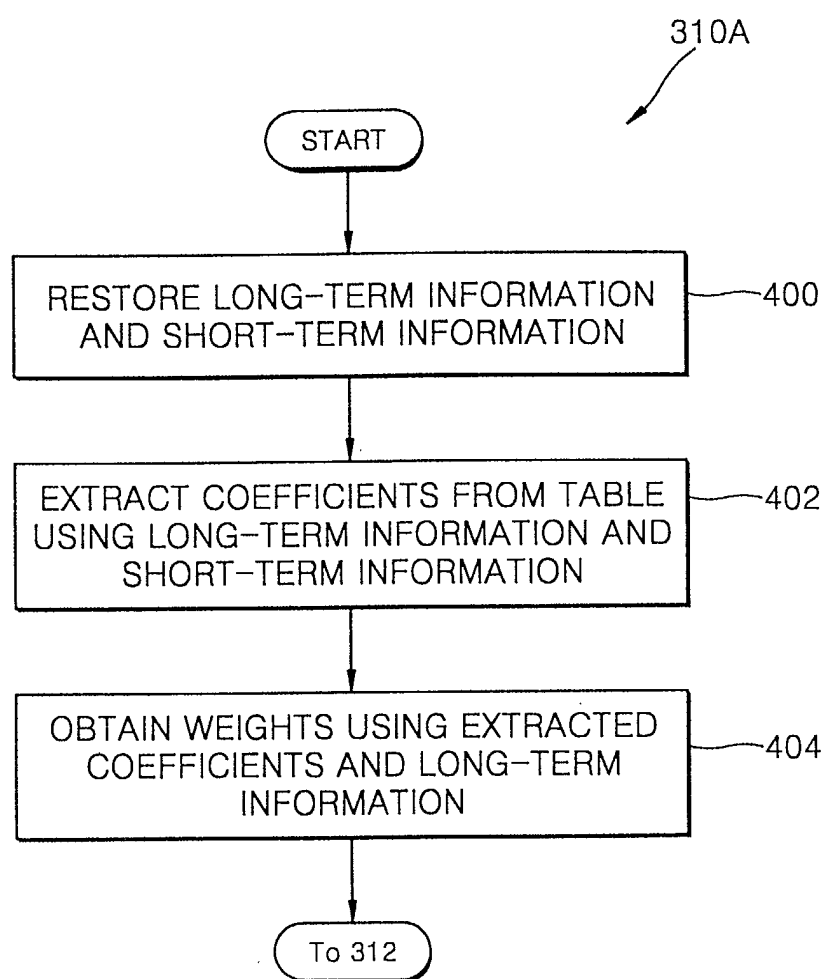 310A
START
RESTORE LONG-TERM INFORMATION
AND SHORT-TERM INFORMATION
400
EXTRACT COEFFICIENTS FROM TABLE
USING LONG-TERM INFORMATION AND
SHORT-TERM INFORMATION
402
OBTAIN WEIGHTS USING EXTRACTED
COEFFICIENTS AND LONG-TERM
INFORMATION
404
To 312